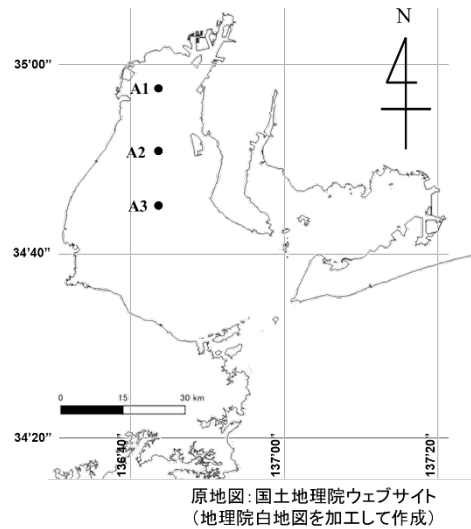 N
35'00"
A1
A2
A3
34'40"
0 15 30 km
34'20"
136'40"
137'00"
137'20"
原地図:国土地理院ウェブサイト
(地理院白地図を加工して作成)